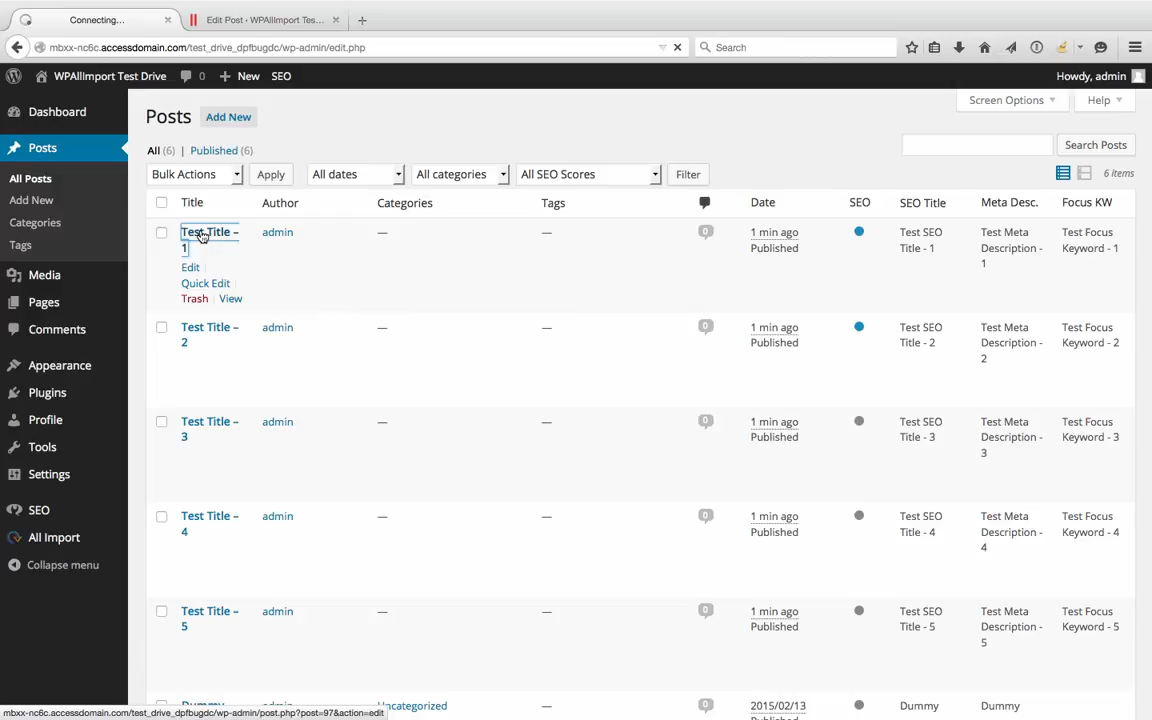 Connecting...
Edit Post ‹ WPAllImport Tes...
mbxx-nc6c.accessdomain.com/test_drive_dpfbugdc/wp-admin/edit.php
Search
WPAllImport Test Drive
0
New
SEO
Howdy, admin
Dashboard
Posts
All Posts
Add New
Categories
Tags
Media
Pages
Comments
Appearance
Plugins
Profile
Tools
Settings
SEO
All Import
Collapse menu
Posts
Add New
Screen Options
Help
All (6) | Published (6)
Search Posts
Bulk Actions
Apply
All dates
All categories
All SEO Scores
Filter
6 items
Title Author Categories Tags Date SEO SEO Title Meta Desc. Focus KW
Test Title – 1
admin
—
—
0
1 min ago
Published
Test SEO
Title - 1
Test Meta
Description -
1
Test Focus
Keyword - 1
Edit |
Quick Edit |
Trash | View
Test Title –
2
admin
—
—
0
1 min ago
Published
Test SEO
Title - 2
Test Meta
Description -
2
Test Focus
Keyword - 2
Test Title –
3
admin
—
—
0
1 min ago
Published
Test SEO
Title - 3
Test Meta
Description -
3
Test Focus
Keyword - 3
Test Title –
4
admin
—
—
0
1 min ago
Published
Test SEO
Title - 4
Test Meta
Description -
4
Test Focus
Keyword - 4
Test Title –
5
admin
—
—
0
1 min ago
Published
Test SEO
Title - 5
Test Meta
Description -
5
Test Focus
Keyword - 5
Dummy
Uncategorized
0
2015/02/13
Published
Dummy
Dummy
mbxx-nc6c.accessdomain.com/test_drive_dpfbugdc/wp-admin/post.php?post=97&action=edit